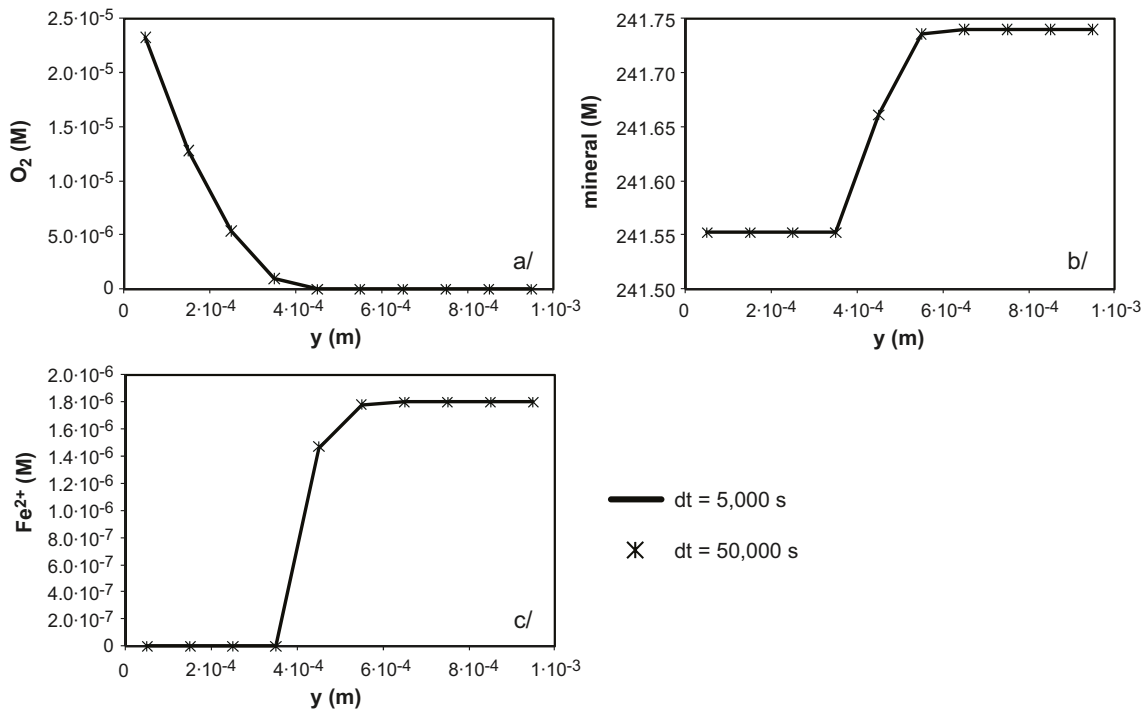 2.5·10⁻⁵
2.0·10⁻⁵
1.5·10⁻⁵
1.0·10⁻⁵
5.0·10⁻⁶
0
O₂ (M)
a/
0 2·10⁻⁴ 4·10⁻⁴ 6·10⁻⁴ 8·10⁻⁴ 1·10⁻³
y (m)
241.75
241.70
241.65
241.60
241.55
241.50
mineral (M)
b/
0 2·10⁻⁴ 4·10⁻⁴ 6·10⁻⁴ 8·10⁻⁴ 1·10⁻³
y (m)
2.0·10⁻⁶
1.8·10⁻⁶
1.6·10⁻⁶
1.4·10⁻⁶
1.2·10⁻⁶
1.0·10⁻⁶
8.0·10⁻⁷
6.0·10⁻⁷
4.0·10⁻⁷
2.0·10⁻⁷
0
Fe²⁺ (M)
c/
0 2·10⁻⁴ 4·10⁻⁴ 6·10⁻⁴ 8·10⁻⁴ 1·10⁻³
y (m)
dt = 5,000 s
dt = 50,000 s